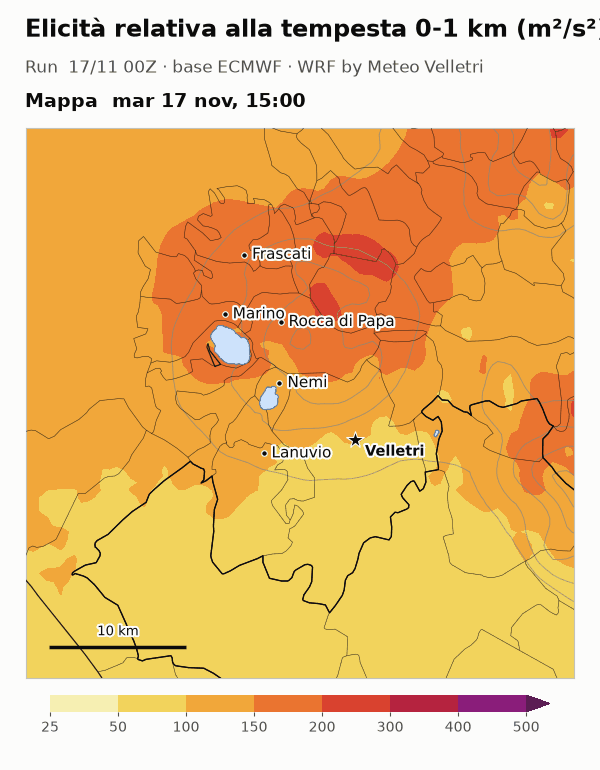 Elicità relativa alla tempesta 0-1 km (m²/s²)
Run 17/11 00Z · base ECMWF · WRF by Meteo Velletri
Mappa mar 17 nov, 15:00
Frascati
Marino
Rocca di Papa
Nemi
Velletri
Lanuvio
10 km
25 50 100 150 200 300 400 500